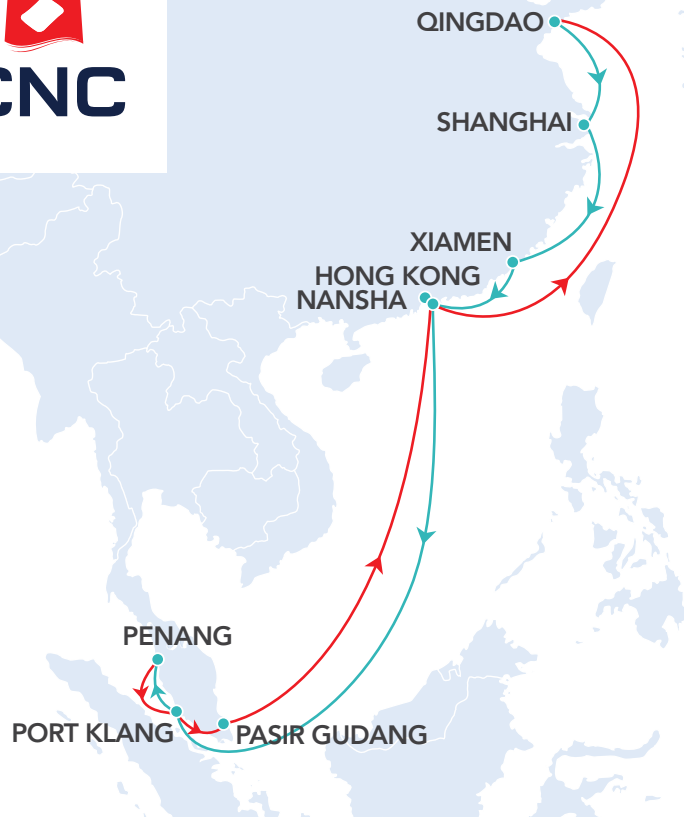 CNC
QINGDAO
SHANGHAI
XIAMEN
HONG KONG
NANSHA
PENANG
PORT KLANG
PASIR GUDANG